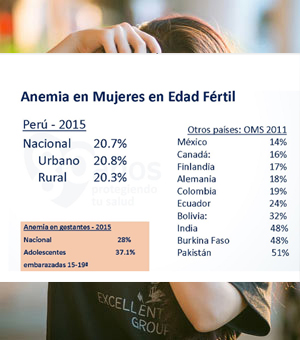 Anemia en Mujeres en Edad Fértil
Perú - 2015
Nacional 20.7%
Urbano 20.8%
Rural 20.3%
Anemia en gestantes - 2015
Nacional 28%
Adolescentes 37.1%
embarazadas 15-19ª
Otros países: OMS 2011
México 14%
Canadá: 16%
Finlandia 17%
Alemania 18%
Colombia 19%
Ecuador 24%
Bolivia: 32%
India 48%
Burkina Faso 48%
Pakistán 51%
protegiendo
tu salud
EXCELLENT
GROUP